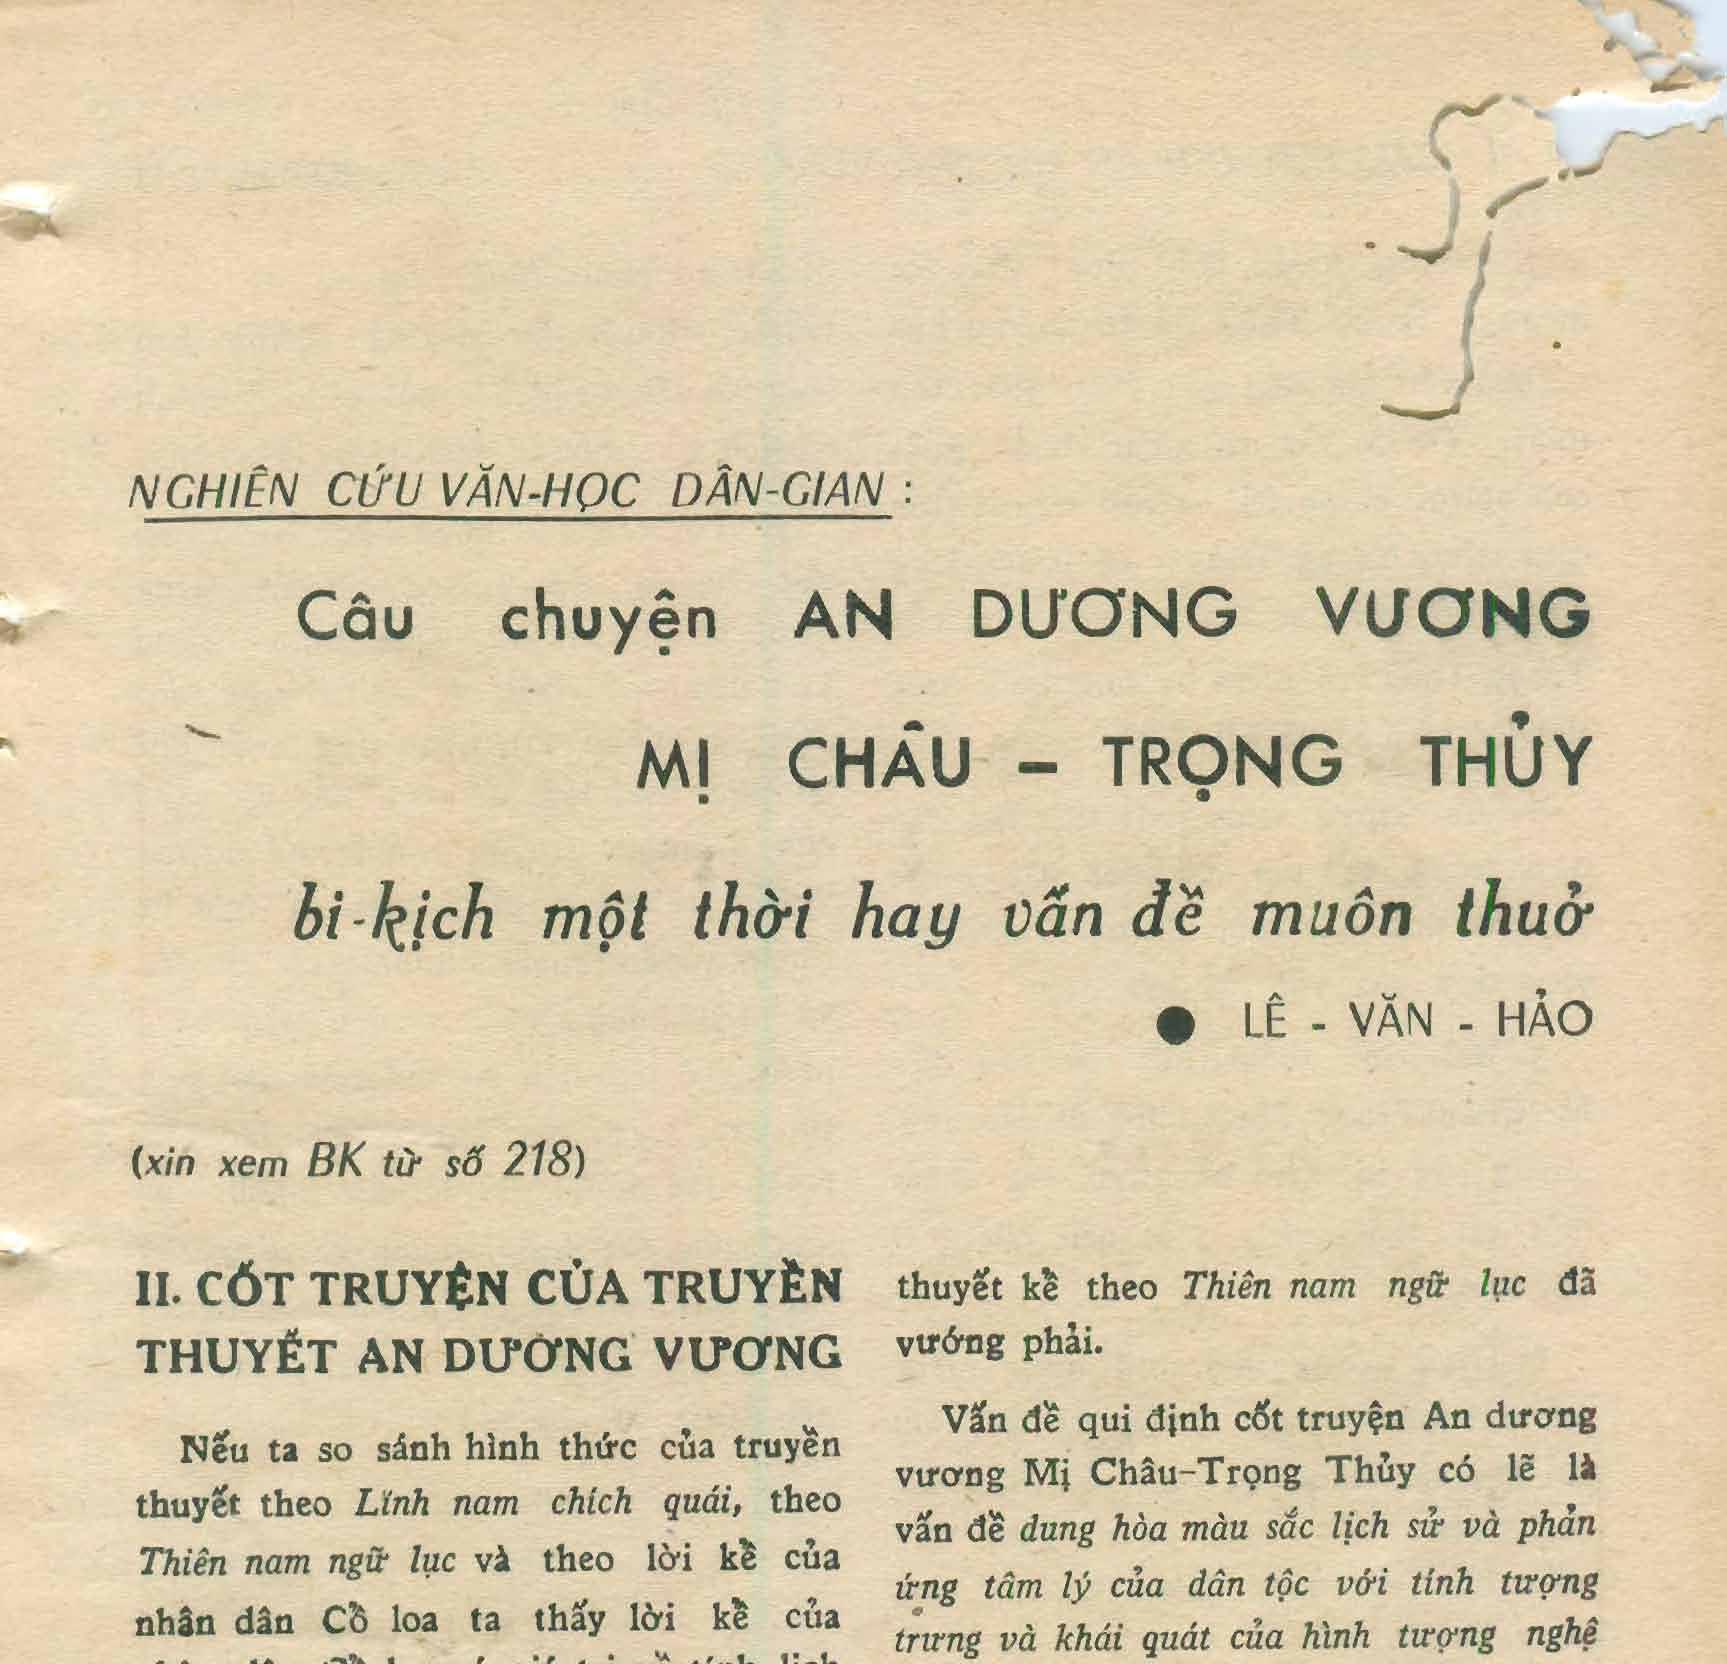 NGHIÊN CỨU VĂN-HỌC DÂN-GIAN :
Câu chuyện AN DƯƠNG VƯƠNG
MỊ CHÂU – TRỌNG THỦY
bi-kịch một thời hay vấn đề muôn thuở
● LÊ - VĂN - HẢO
(xin xem BK từ số 218)
II. CỐT TRUYỆN CỦA TRUYỀN
THUYẾT AN DƯƠNG VƯƠNG
Nếu ta so sánh hình thức của truyền
thuyết theo Lĩnh nam chích quái, theo
Thiên nam ngữ lục và theo lời kể của
nhân dân Cổ loa ta thấy lời kể của
thuyết kể theo Thiên nam ngữ lục đã
vướng phải.
Vấn đề qui định cốt truyện An dương
vương Mị Châu-Trọng Thủy có lẽ là
vấn đề dung hòa màu sắc lịch sử và phản
ứng tâm lý của dân tộc với tính tượng
trưng và khái quát của hình tượng nghệ